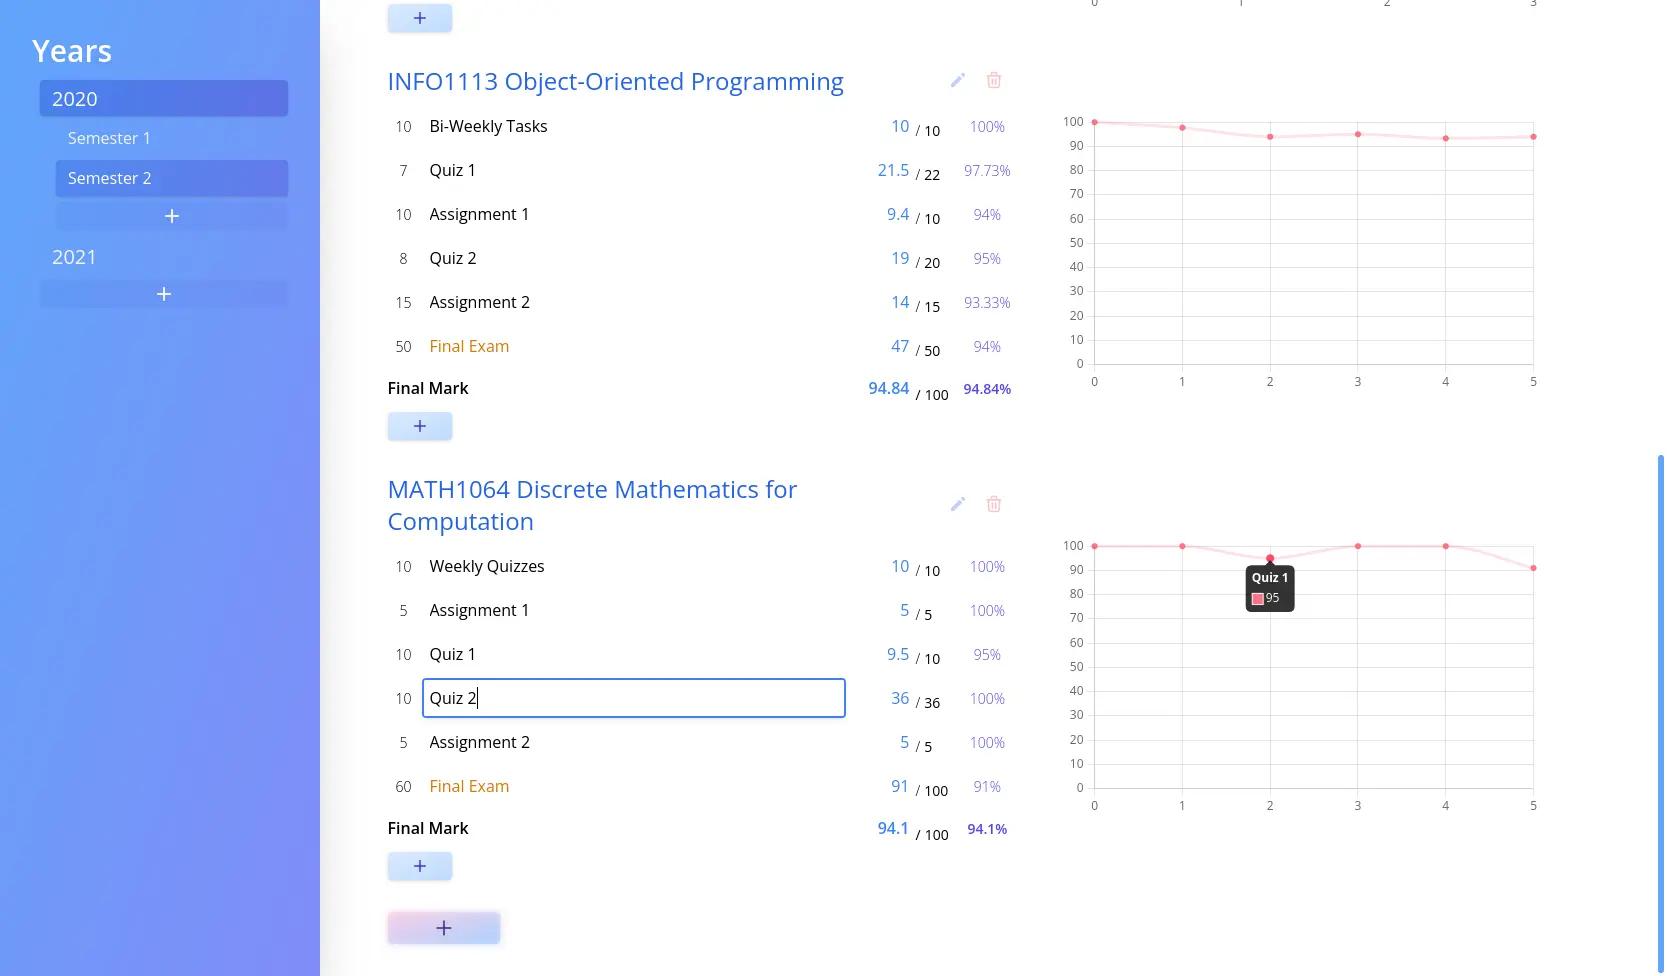 Years
2020
Semester 1
Semester 2
+
2021
+
+
0 1 2 3
INFO1113 Object-Oriented Programming
10 Bi-Weekly Tasks 10 / 10 100%
7 Quiz 1 21.5 / 22 97.73%
10 Assignment 1 9.4 / 10 94%
8 Quiz 2 19 / 20 95%
15 Assignment 2 14 / 15 93.33%
50 Final Exam 47 / 50 94%
Final Mark 94.84 / 100 94.84%
+
100
90
80
70
60
50
40
30
20
10
0
0 1 2 3 4 5
MATH1064 Discrete Mathematics for
Computation
10 Weekly Quizzes 10 / 10 100%
5 Assignment 1 5 / 5 100%
10 Quiz 1 9.5 / 10 95%
10 Quiz 2 36 / 36 100%
5 Assignment 2 5 / 5 100%
60 Final Exam 91 / 100 91%
Final Mark 94.1 / 100 94.1%
+
100
90
80
70
60
50
40
30
20
10
0
0 1 2 3 4 5
Quiz 1
95
+